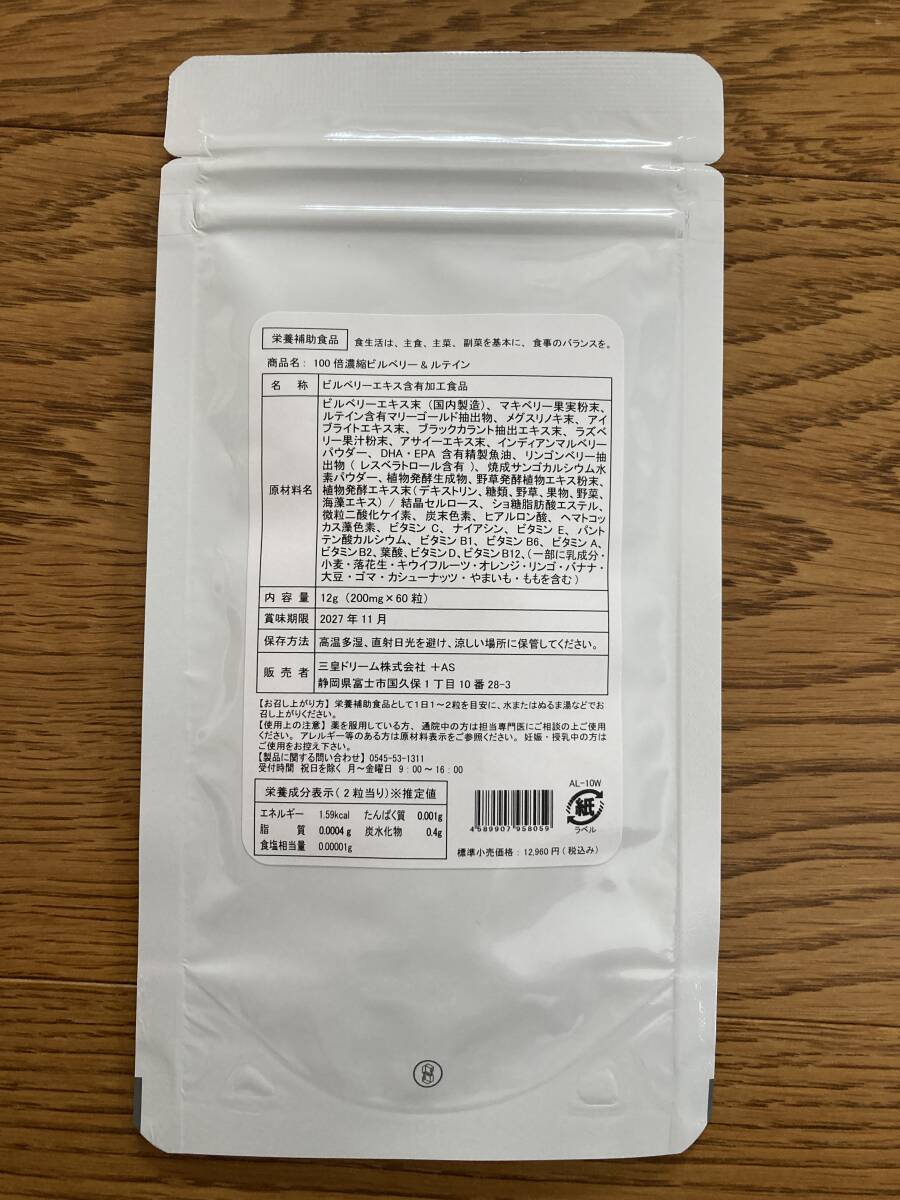 栄養補助食品 食生活は、主食、主菜、副菜を基本に、食事のバランスを。
商品名: 100倍濃縮ビルベリー&ルテイン
名 称 ビルベリーエキス含有加工食品
原材料名
ビルベリーエキス末(国内製造)、マキベリー果実粉末、
ルテイン含有マリーゴールド抽出物、メグスリノキ末、アイ
ブライトエキス末、ブラックカラント抽出エキス末、ラズベ
リー果汁粉末、アサイーエキス末、インディアンマルベリー
パウダー、DHA・EPA 含有精製魚油、リンゴンベリー抽
出物(レスベラトロール含有)、焼成サンゴカルシウム水
素パウダー、植物発酵生成物、野草発酵植物エキス粉末、
植物発酵エキス末(デキストリン、糖類、野草、果物、野菜、
海藻エキス) / 結晶セルロース、ショ糖脂肪酸エステル、
微粒二酸化ケイ素、炭末色素、ヒアルロン酸、ヘマトコッ
カス藻色素、ビタミンC、ナイアシン、ビタミンE、パント
テン酸カルシウム、ビタミンB1、ビタミンB6、ビタミンA、
ビタミンB2、葉酸、ビタミンD、ビタミンB12、(一部に乳成分・
小麦・落花生・キウイフルーツ・オレンジ・リンゴ・バナナ・
大豆・ゴマ・カシューナッツ・やまいも・ももを含む)
内 容 量 12g(200mg×60粒)
賞味期限 2027年11月
保存方法 高温多湿、直射日光を避け、涼しい場所に保管してください。
販 売 者 三皇ドリーム株式会社 +AS
静岡県富士市国久保1丁目10番28-3
【お召し上がり方】栄養補助食品として1日1〜2粒を目安に、水またはぬるま湯などでお
召し上がりください。
【使用上の注意】薬を服用している方、通院中の方は担当専門医にご相談の上ご使用
ください。アレルギー等のある方は原材料表示をご参照ください。妊娠・授乳中の方は
ご使用をお控え下さい。
【製品に関する問い合わせ】0545-53-1311
受付時間 祝日を除く 月〜金曜日 9:00〜16:00
栄養成分表示(2粒当り)※推定値
エネルギー 1.59kcal たんぱく質 0.001g
脂 質 0.0004g 炭水化物 0.4g
食塩相当量 0.00001g
4589907958059
AL-10W
紙
ラベル
標準小売価格:12,960円(税込み)